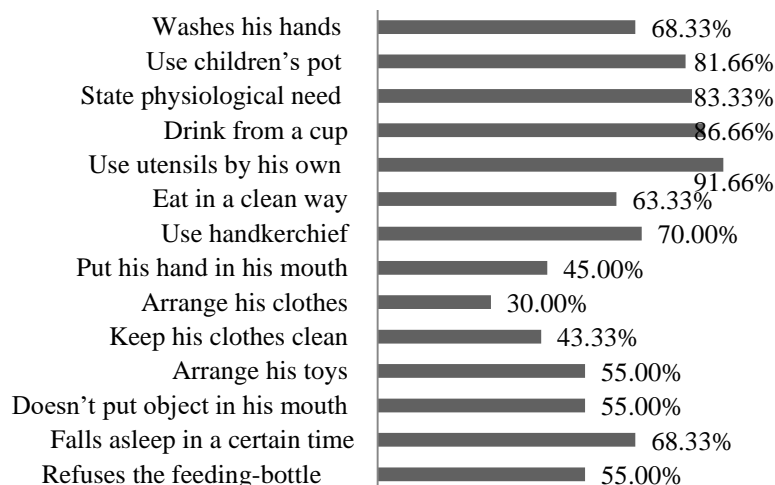 Washes his hands 68.33%
Use children’s pot 81.66%
State physiological need 83.33%
Drink from a cup 86.66%
Use utensils by his own 91.66%
Eat in a clean way 63.33%
Use handkerchief 70.00%
Put his hand in his mouth 45.00%
Arrange his clothes 30.00%
Keep his clothes clean 43.33%
Arrange his toys 55.00%
Doesn’t put object in his mouth 55.00%
Falls asleep in a certain time 68.33%
Refuses the feeding-bottle 55.00%